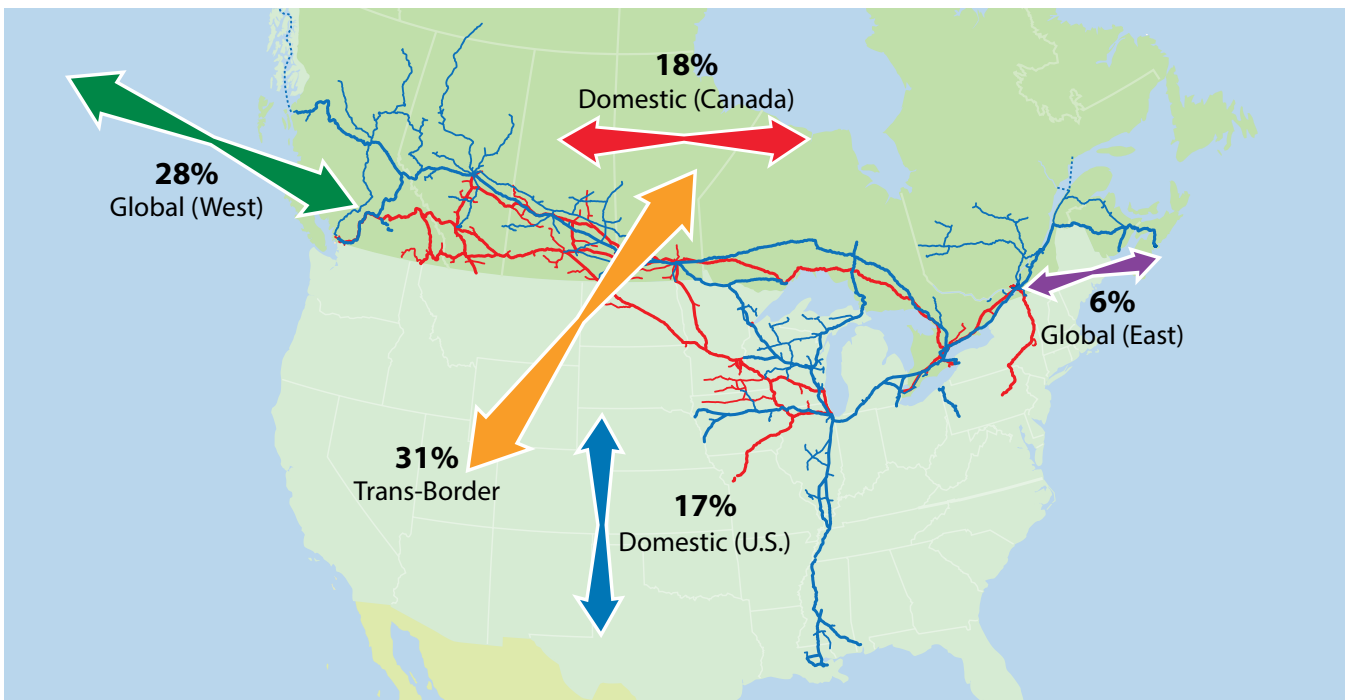 18%
Domestic (Canada)
28%
Global (West)
6%
Global (East)
31%
Trans-Border
17%
Domestic (U.S.)